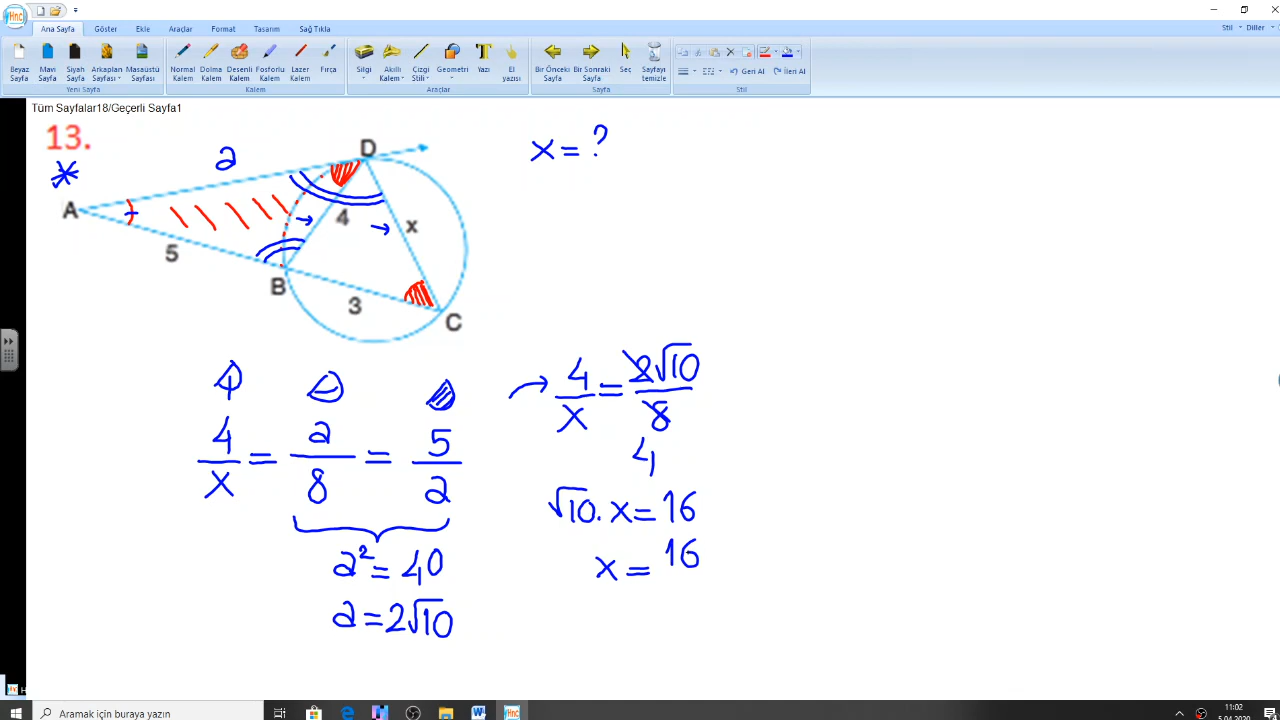 Stil Diller
Ana Sayfa Göster Ekle Araçlar Format Tasarım Sağ Tıkla
Beyaz Sayfa Mavi Sayfa Siyah Sayfa Arkaplan Sayfası Masaüstü Sayfası Normal Kalem Dolma Kalem Desenli Kalem Fosforlu Kalem Lazer Kalem Fırça Silgi Akıllı Kalem Çizgi Stili Geometri Yazı El yazısı Bir Önceki Sayfa Bir Sonraki Sayfa Seç Sayfayı temizle Geri Al İleri Al
Yeni Sayfa Kalem Araçlar Sayfa Stil
Tüm Sayfalar18/Geçerli Sayfa1
13.
a
D
x = ?
A
4
x
5
B
3
C
4/x = a/8 = 5/a
a² = 40
a = 2√10
4/x = 2√10/8
4
√10 . x = 16
x = 16
Aramak için buraya yazın
11:02
5.04.2020